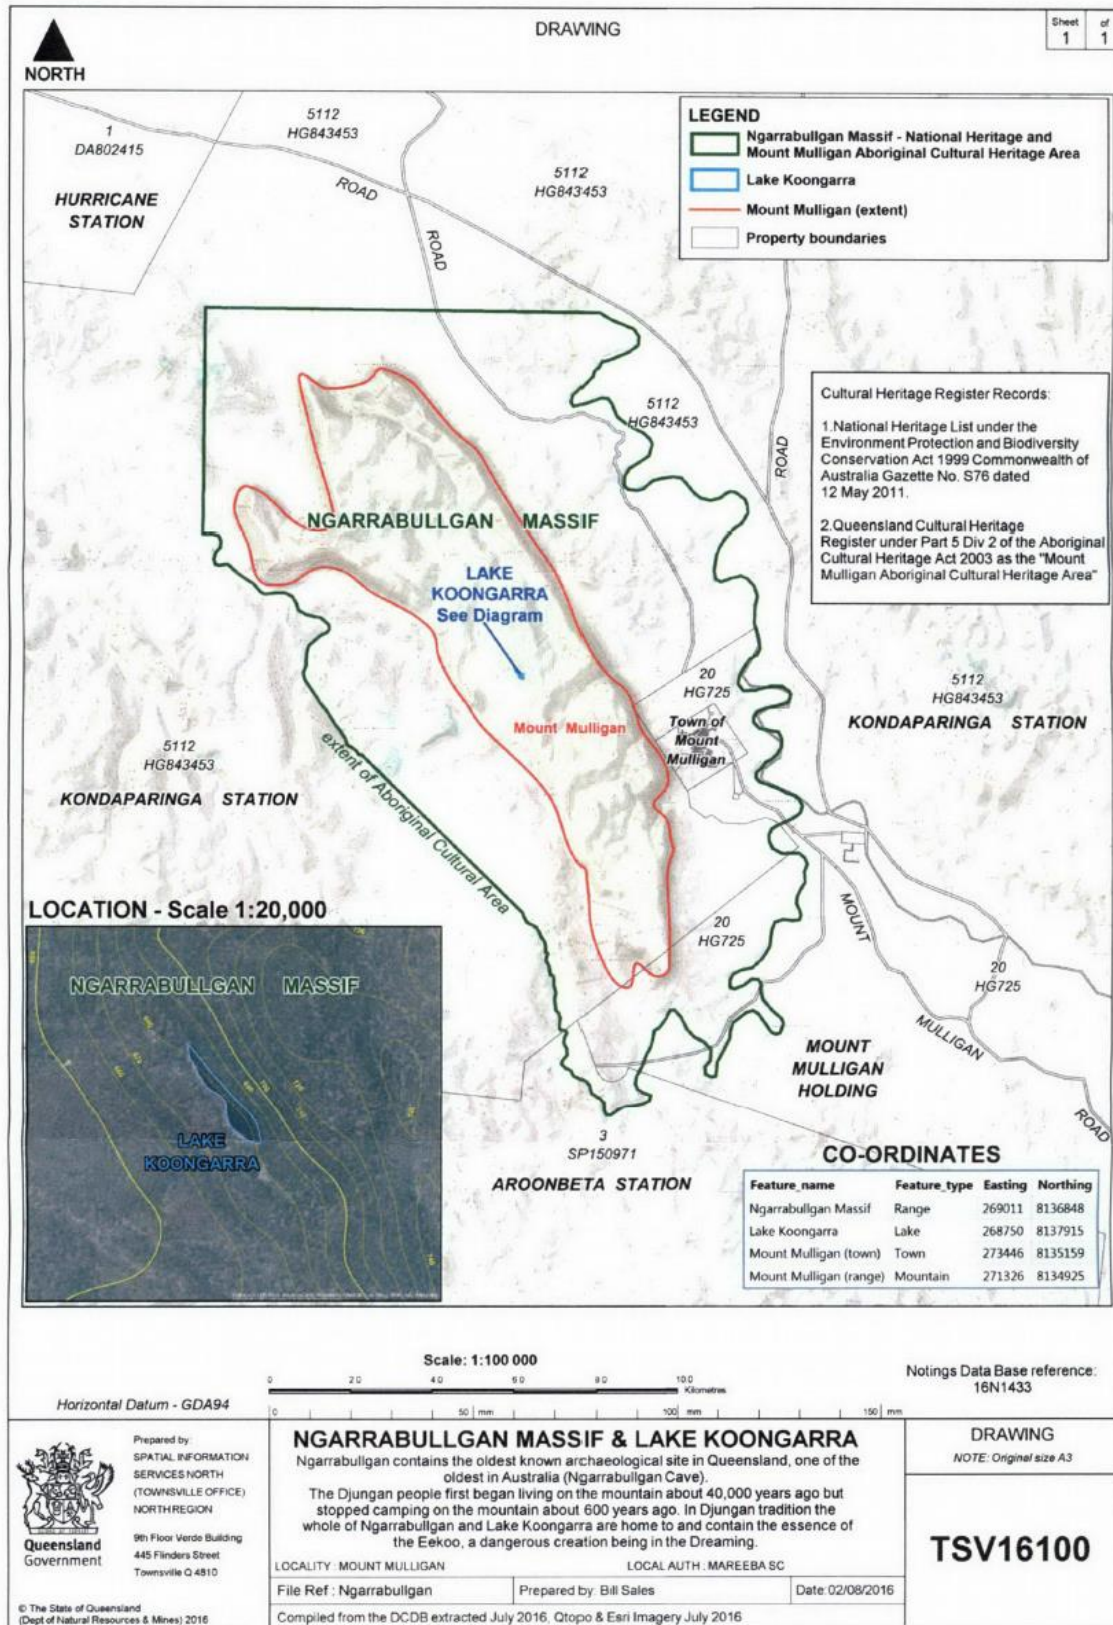 DRAWING
Sheet 1 of 1
NORTH
1
DA802415
5112
HG843453
HURRICANE
STATION
ROAD
5112
HG843453
ROAD
LEGEND
Ngarrabullgan Massif - National Heritage and
Mount Mulligan Aboriginal Cultural Heritage Area
Lake Koongarra
Mount Mulligan (extent)
Property boundaries
5112
HG843453
ROAD
Cultural Heritage Register Records:
1.National Heritage List under the
Environment Protection and Biodiversity
Conservation Act 1999 Commonwealth of
Australia Gazette No. S76 dated
12 May 2011.
2.Queensland Cultural Heritage
Register under Part 5 Div 2 of the Aboriginal
Cultural Heritage Act 2003 as the "Mount
Mulligan Aboriginal Cultural Heritage Area"
NGARRABULLGAN MASSIF
LAKE
KOONGARRA
See Diagram
Mount Mulligan
20
HG725
Town of
Mount
Mulligan
5112
HG843453
KONDAPARINGA STATION
5112
HG843453
KONDAPARINGA STATION
extent of Aboriginal Cultural Area
20
HG725
MOUNT
MULLIGAN
ROAD
20
HG725
MOUNT
MULLIGAN
HOLDING
3
SP150971
AROONBETA STATION
LOCATION - Scale 1:20,000
NGARRABULLGAN MASSIF
LAKE
KOONGARRA
CO-ORDINATES
Feature_name Feature_type Easting Northing
Ngarrabullgan Massif Range 269011 8136848
Lake Koongarra Lake 268750 8137915
Mount Mulligan (town) Town 273446 8135159
Mount Mulligan (range) Mountain 271326 8134925
Scale: 1:100 000
0 2.0 4.0 6.0 8.0 10.0
Kilometres
0 50 mm 100 mm 150 mm
Horizontal Datum - GDA94
Notings Data Base reference:
16N1433
Queensland
Government
Prepared by:
SPATIAL INFORMATION
SERVICES NORTH
(TOWNSVILLE OFFICE)
NORTH REGION
9th Floor Verde Building
445 Flinders Street
Townsville Q 4810
© The State of Queensland
(Dept of Natural Resources & Mines) 2016
NGARRABULLGAN MASSIF & LAKE KOONGARRA
Ngarrabullgan contains the oldest known archaeological site in Queensland, one of the
oldest in Australia (Ngarrabullgan Cave).
The Djungan people first began living on the mountain about 40,000 years ago but
stopped camping on the mountain about 600 years ago. In Djungan tradition the
whole of Ngarrabullgan and Lake Koongarra are home to and contain the essence of
the Eekoo, a dangerous creation being in the Dreaming.
LOCALITY : MOUNT MULLIGAN LOCAL AUTH : MAREEBA SC
File Ref : Ngarrabullgan Prepared by: Bill Sales Date: 02/08/2016
Compiled from the DCDB extracted July 2016, Qtopo & Esri Imagery July 2016
DRAWING
NOTE: Original size A3
TSV16100